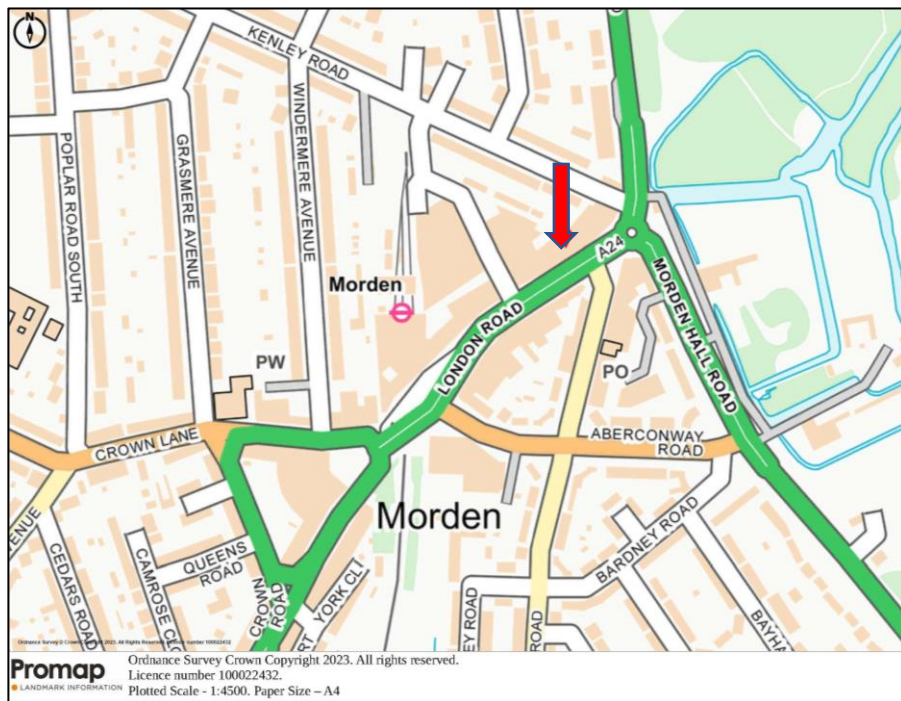 N
KENLEY ROAD
WINDERMERE AVENUE
GRASMERE AVENUE
POPLAR ROAD SOUTH
A24
Morden
LONDON ROAD
MORDEN HALL ROAD
PW
PO
CROWN LANE
ABERCONWAY
ROAD
Morden
BARDNEY ROAD
QUEENS
ROAD
CROWN
ROAD
YORK CL
CEDARS ROAD
ROAD
Promap
LANDMARK INFORMATION
Ordnance Survey Crown Copyright 2023. All rights reserved.
Licence number 100022432.
Plotted Scale - 1:4500. Paper Size – A4